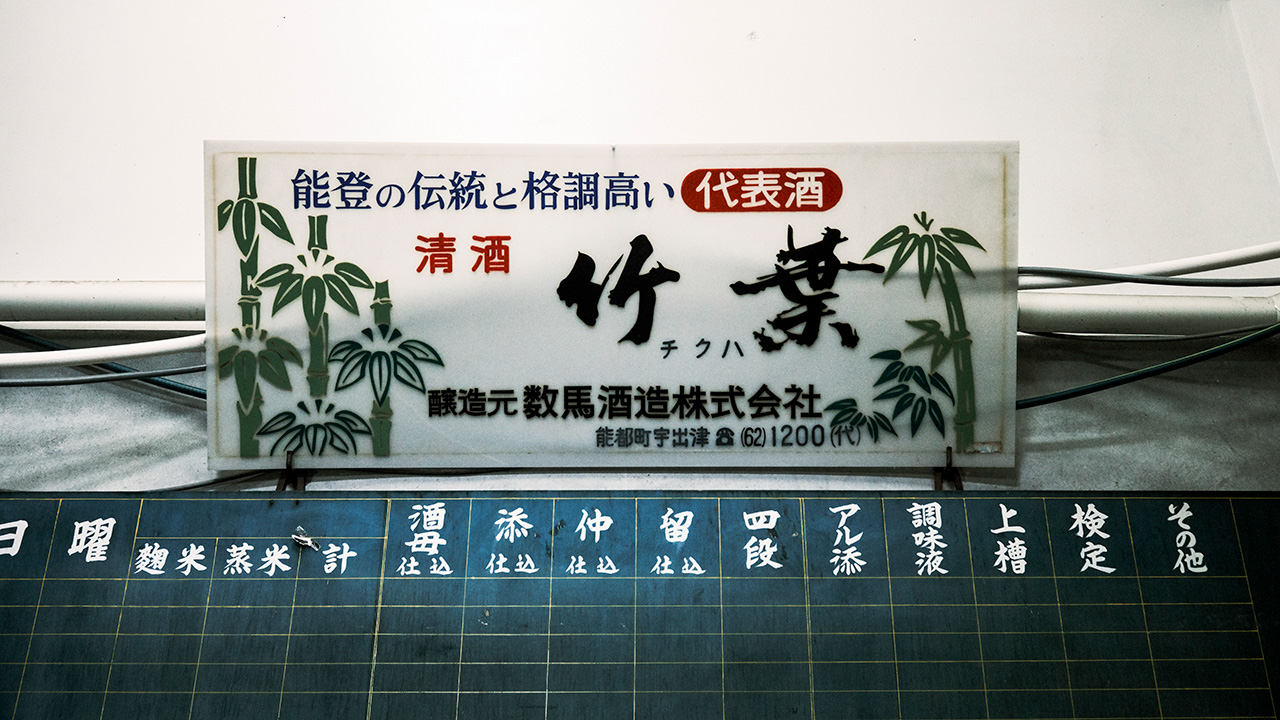 能登の伝統と格調高い 代表酒
清酒 竹葉
チクハ
醸造元 数馬酒造株式会社
能都町宇出津 ☎ (62)1200(代)
日 曜 麹米 蒸米 計 酒母仕込 添仕込 仲仕込 留仕込 四段 アル添 調味液 上槽 検定 その他